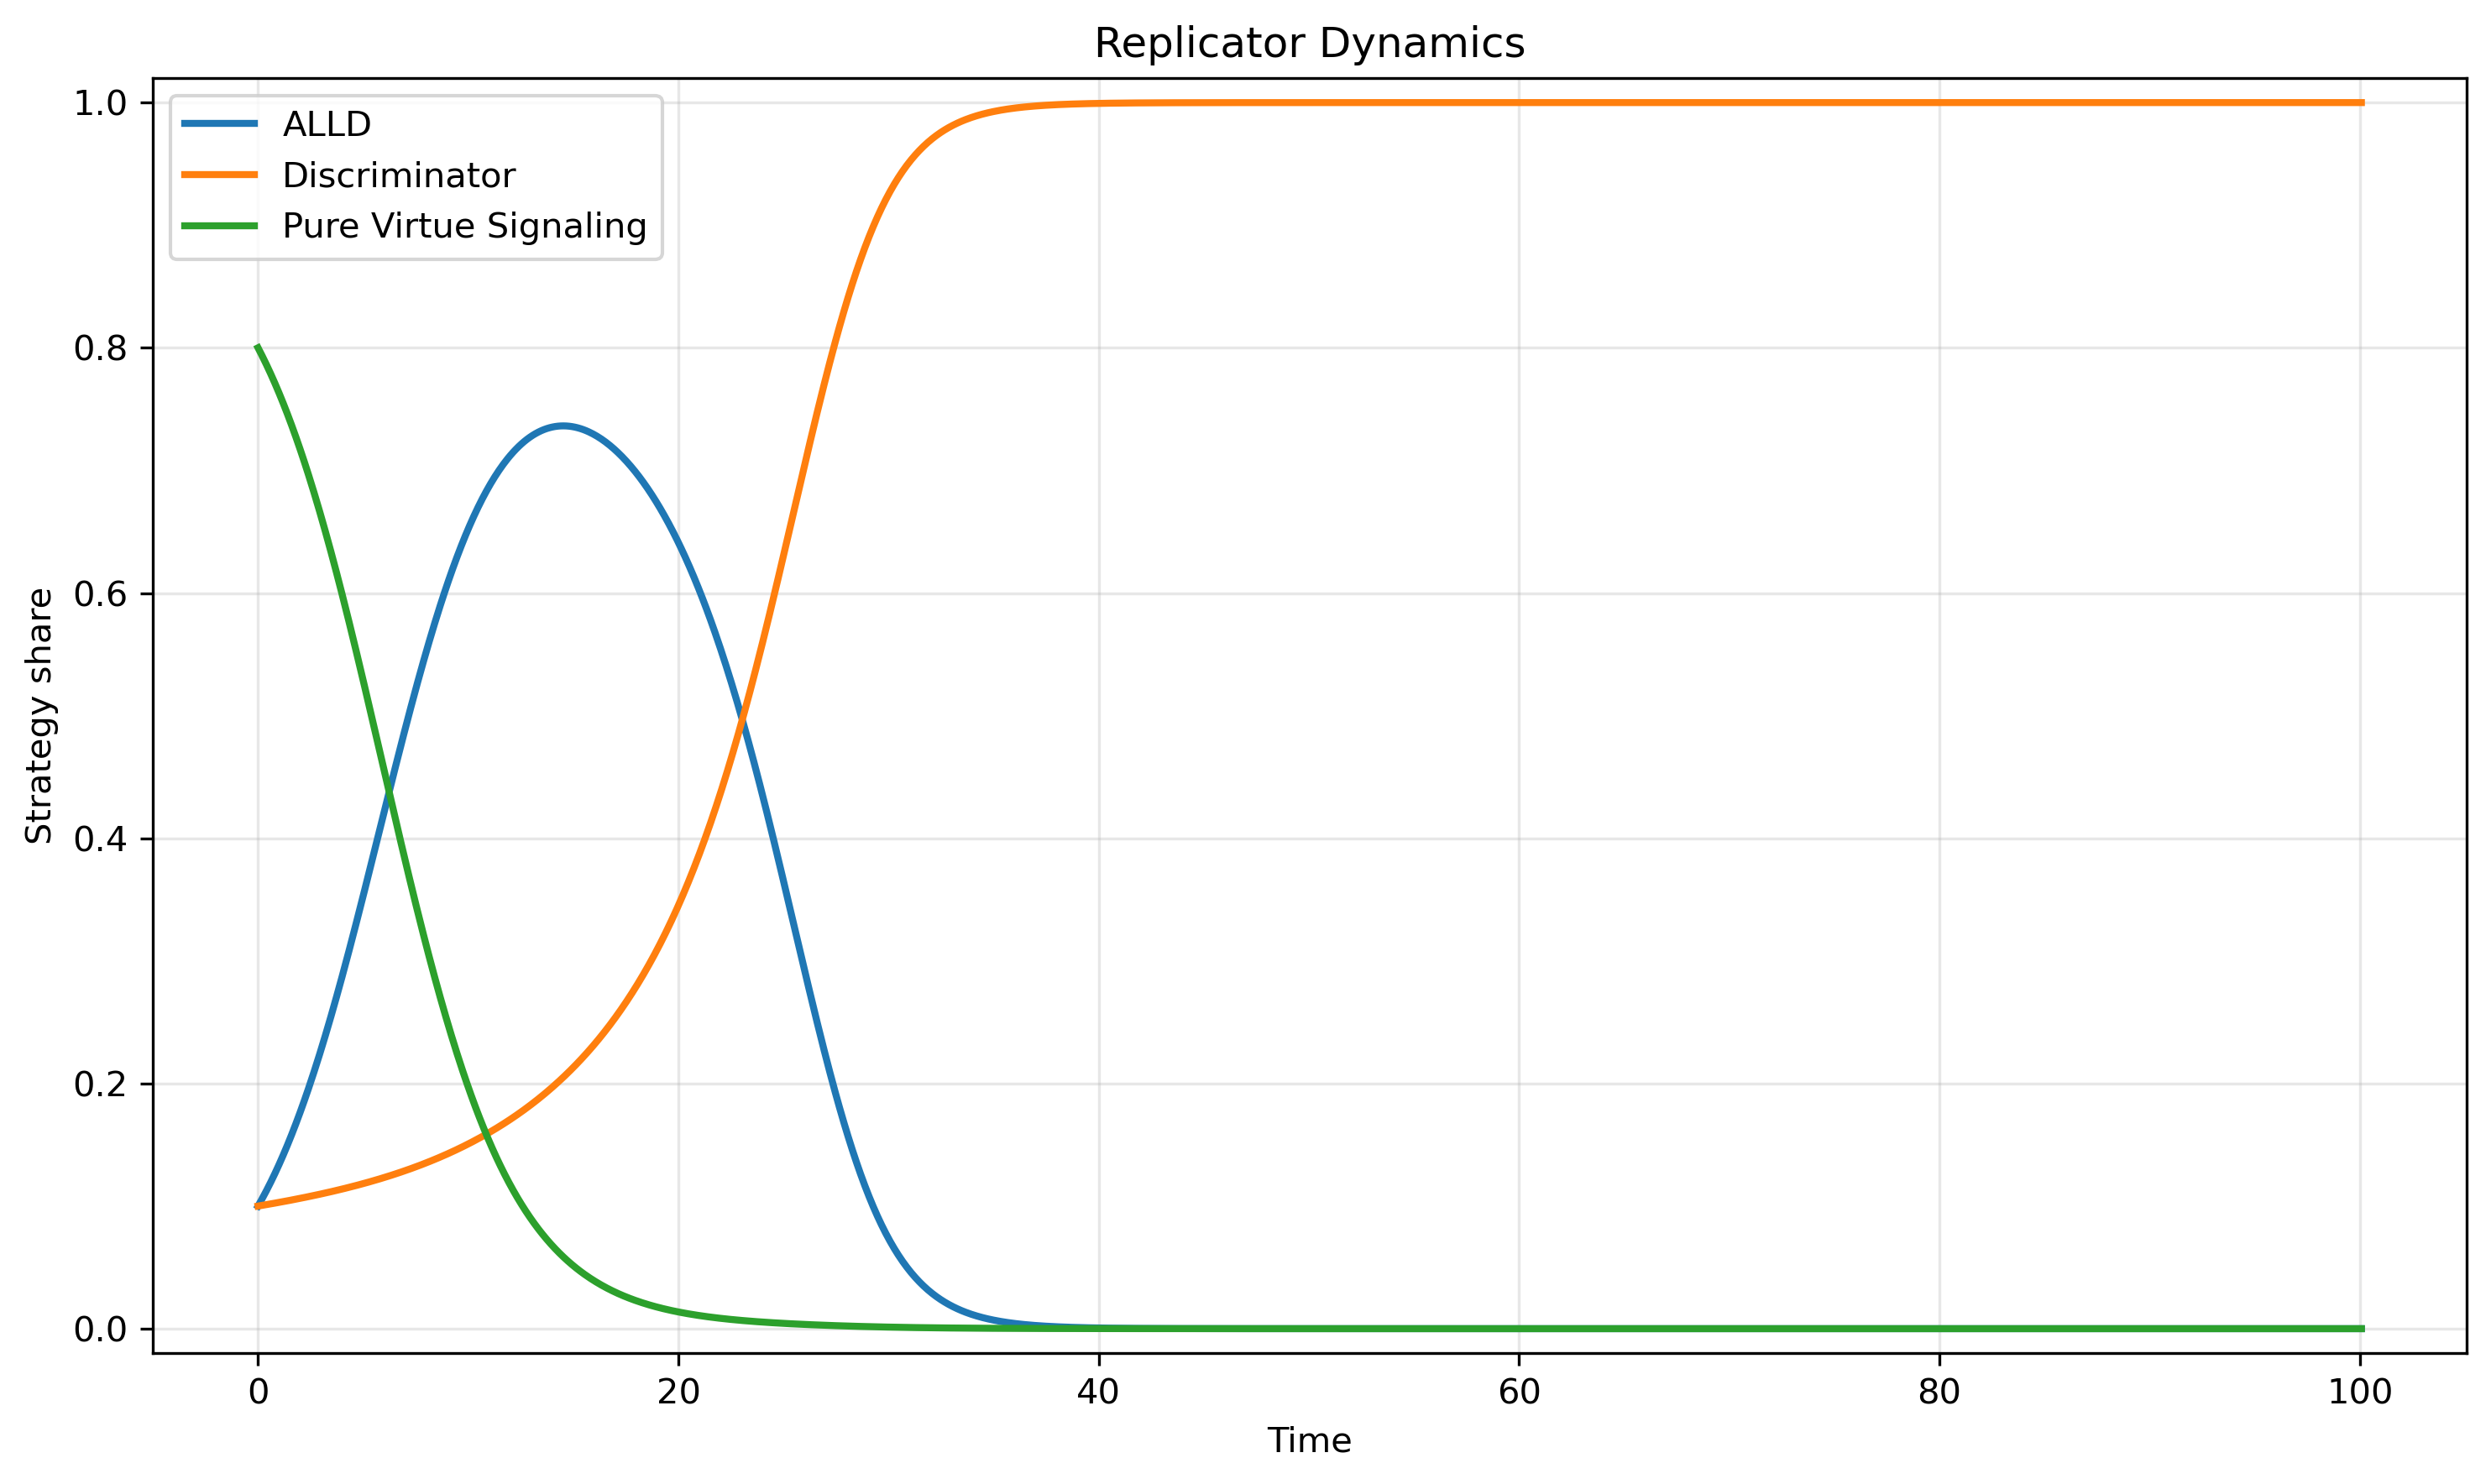 Replicator Dynamics
ALLD
Discriminator
Pure Virtue Signaling
Strategy share
1.0
0.8
0.6
0.4
0.2
0.0
0 20 40 60 80 100
Time